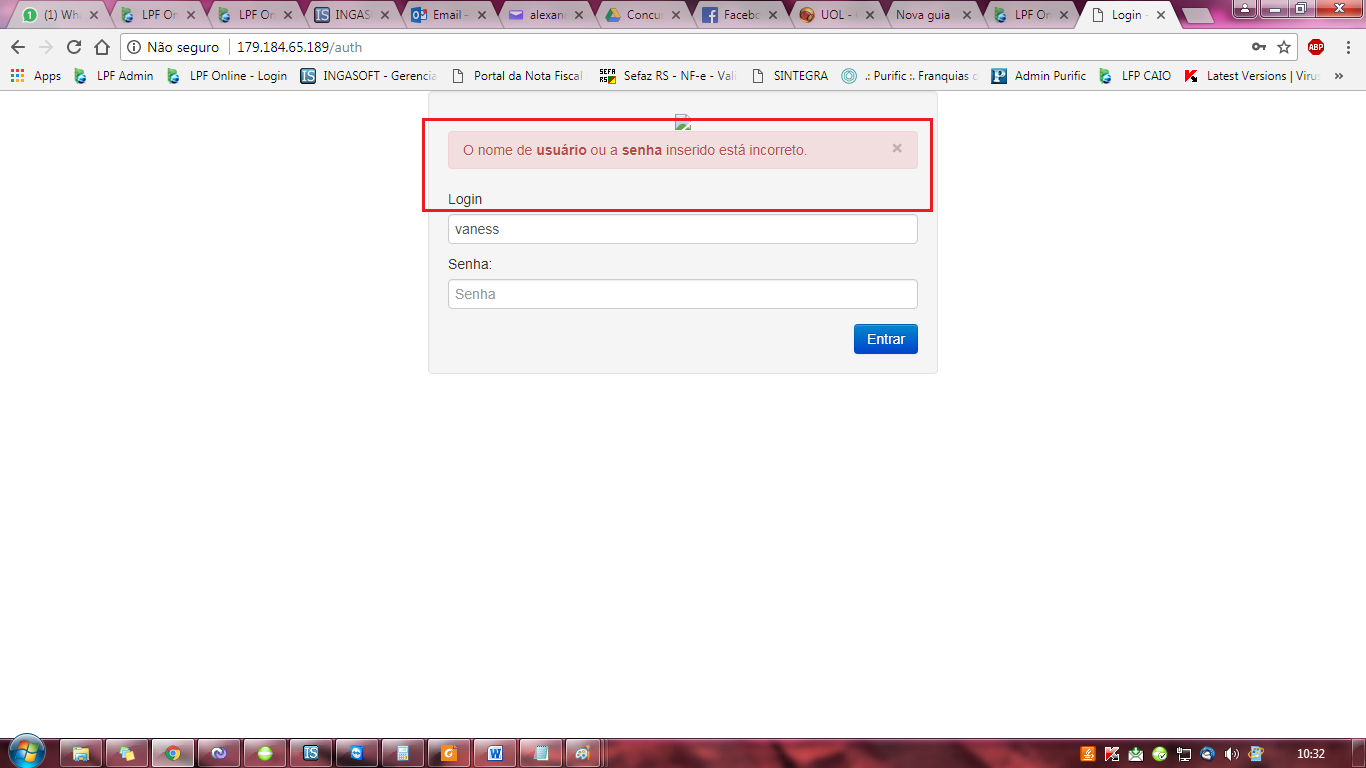 (1) Wh
LPF On
LPF On
INGAS
Email -
alexann
Concu
Facebo
UOL -
Nova guia
LPF On
Login -
Não seguro
179.184.65.189/auth
ABP
Apps
LPF Admin
LPF Online - Login
INGASOFT - Gerencia
Portal da Nota Fiscal
Sefaz RS - NF-e - Vali
SINTEGRA
.: Purific :. Franquias
Admin Purific
LFP CAIO
Latest Versions | Viru
»
O nome de usuário ou a senha inserido está incorreto.
×
Login
vaness
Senha:
Senha
Entrar
10:32